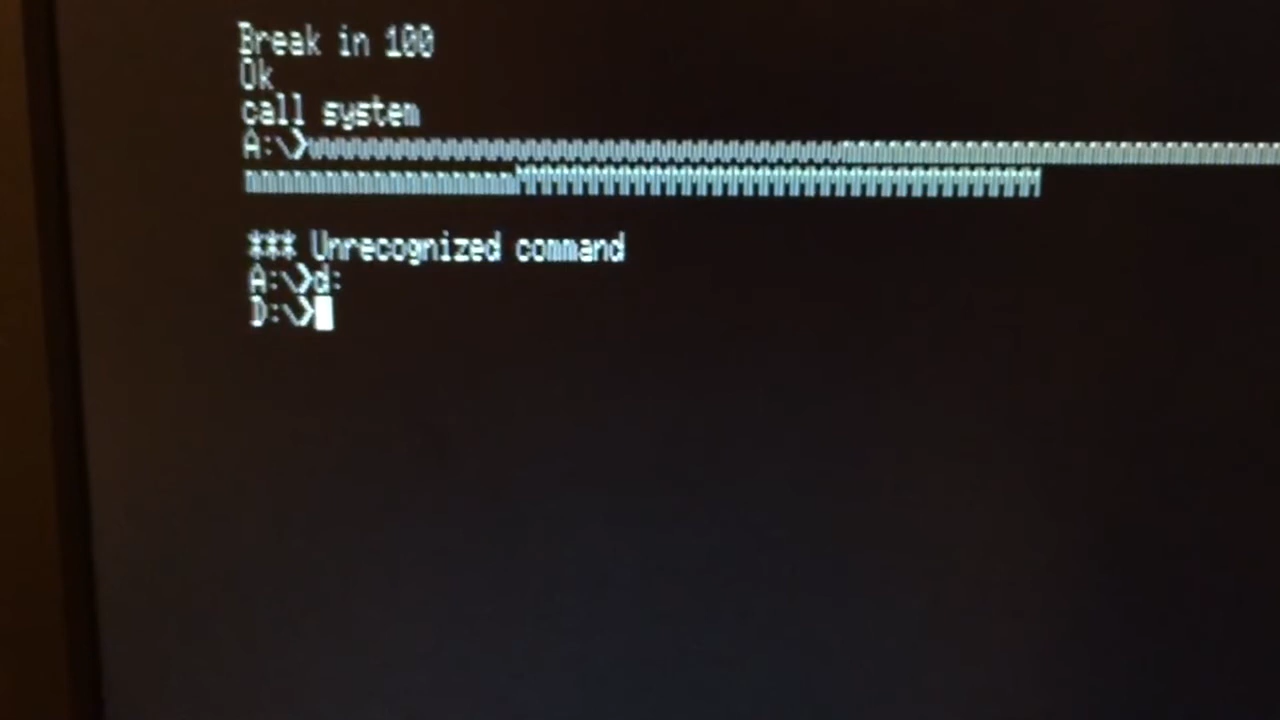 Break in 100
Ok
call system
A:\>
*** Unrecognized command
A:\>d:
D:\>